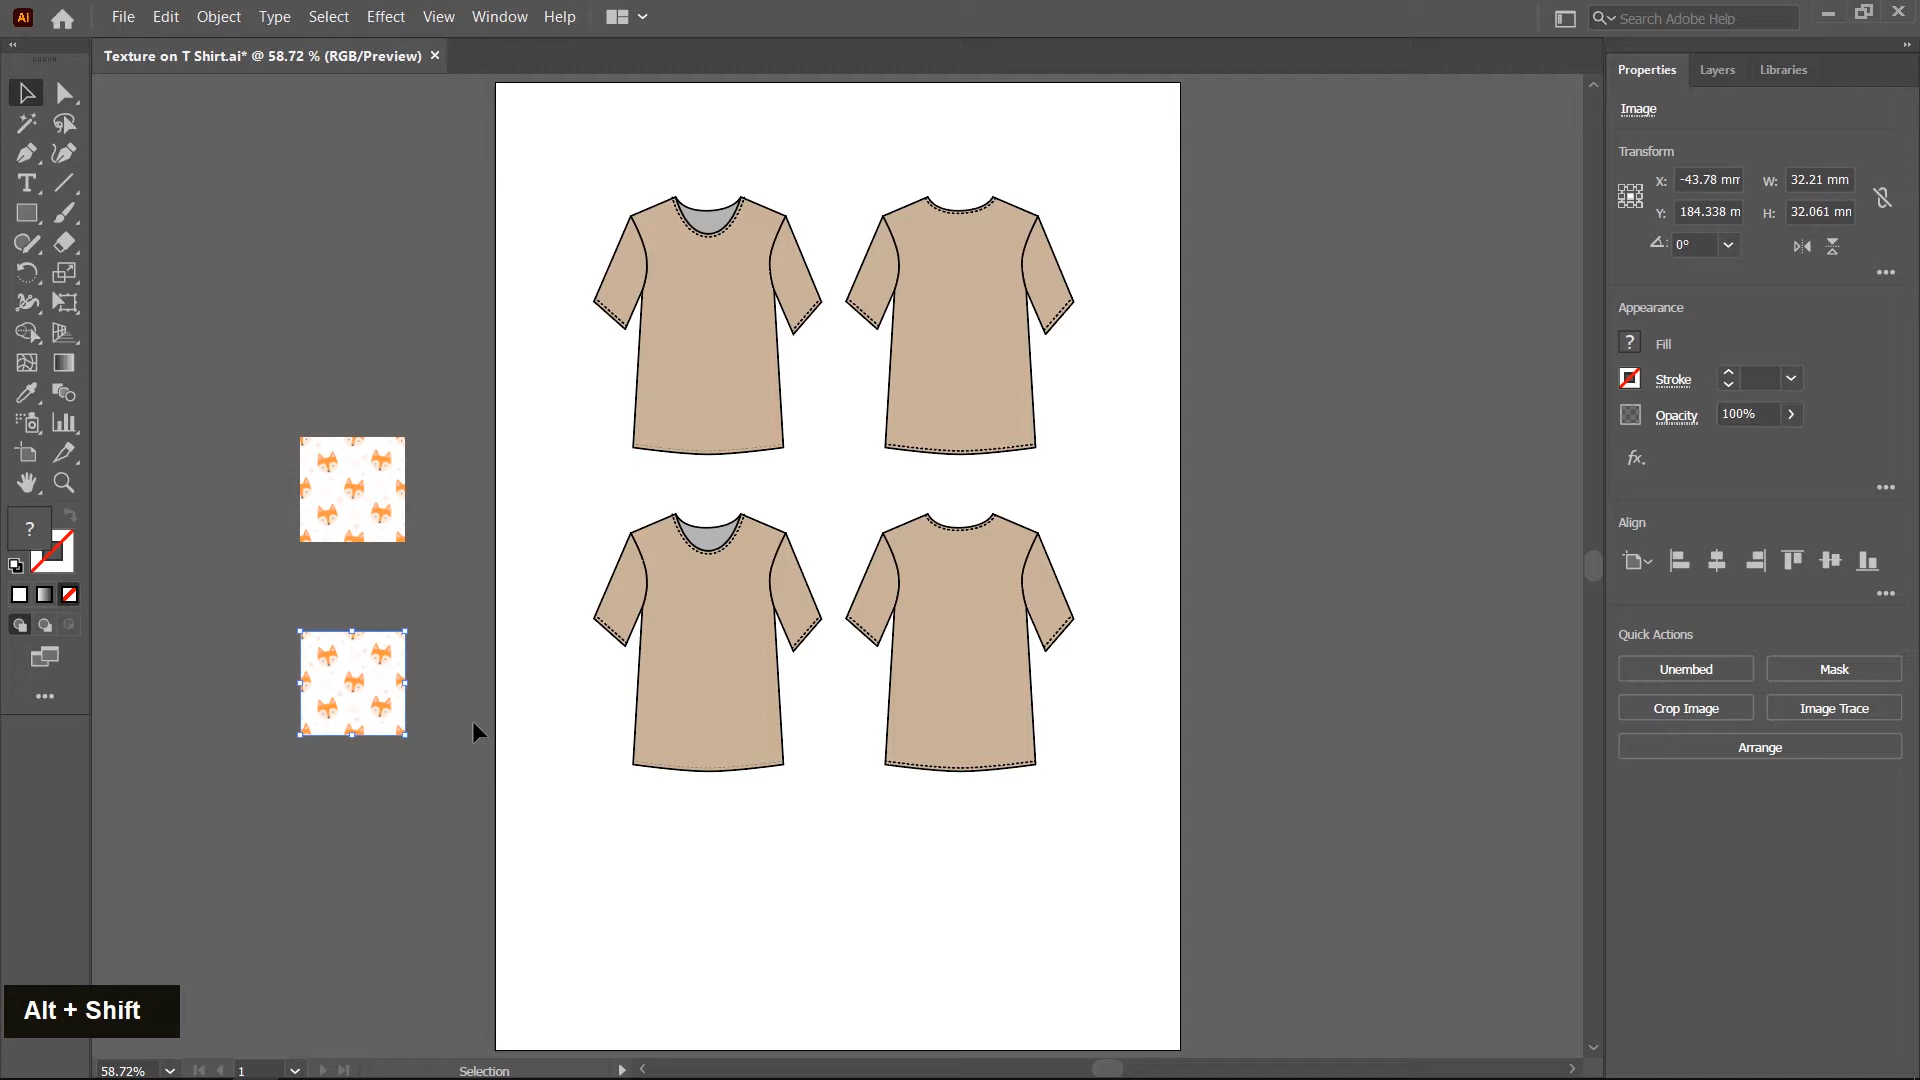 Ai File Edit Object Type Select Effect View Window Help Search Adobe Help
Texture on T Shirt.ai* @ 58.72 % (RGB/Preview) ×
Properties Layers Libraries
Image
Transform
X: -43.78 mm W: 32.21 mm
Y: 184.338 m H: 32.061 mm
0°
Appearance
? Fill
Stroke
Opacity 100%
fx.
Align
Quick Actions
Unembed Mask
Crop Image Image Trace
Arrange
T
?
Alt + Shift
58.72% 1 Selection